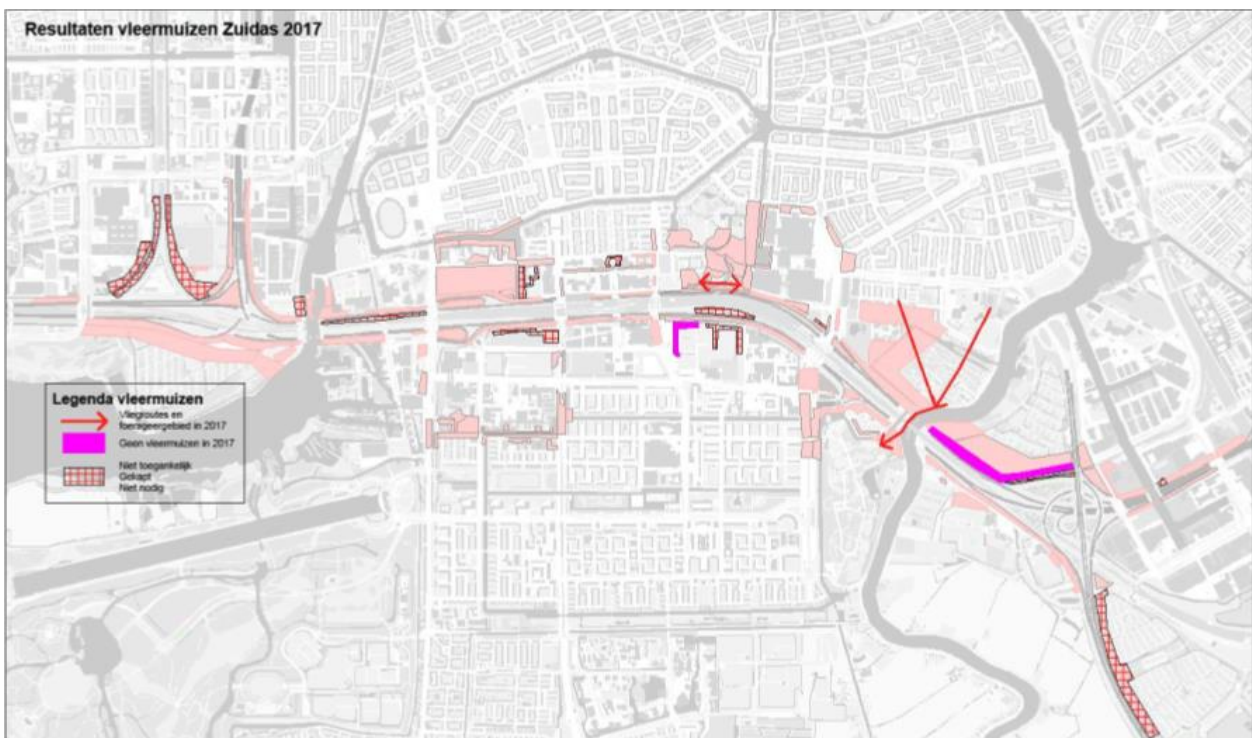 Resultaten vleermuizen Zuidas 2017
Legenda vleermuizen
Vliegroutes en
foerageergebied in 2017
Geen vleermuizen in 2017
Niet toegankelijk
Gekapt
Niet nodig